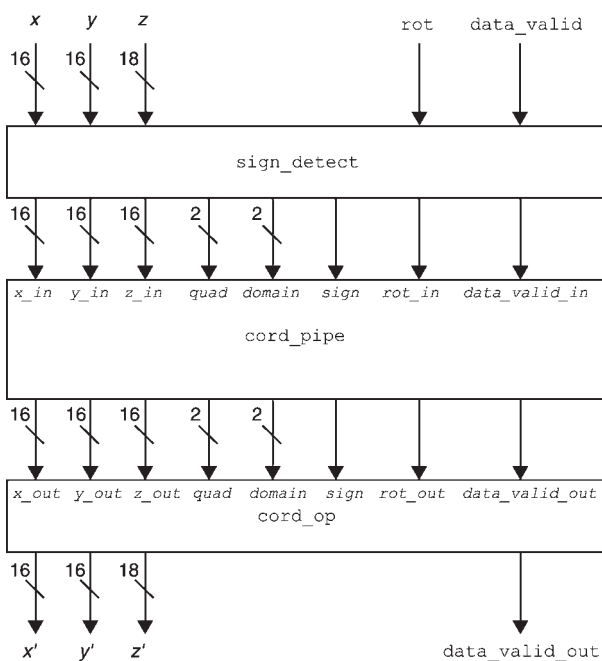 x y z rot data_valid
16 16 18
sign_detect
16 16 16 2 2
x_in y_in z_in quad domain sign rot_in data_valid_in
cord_pipe
16 16 16 2 2
x_out y_out z_out quad domain sign rot_out data_valid_out
cord_op
16 16 18
x' y' z' data_valid_out